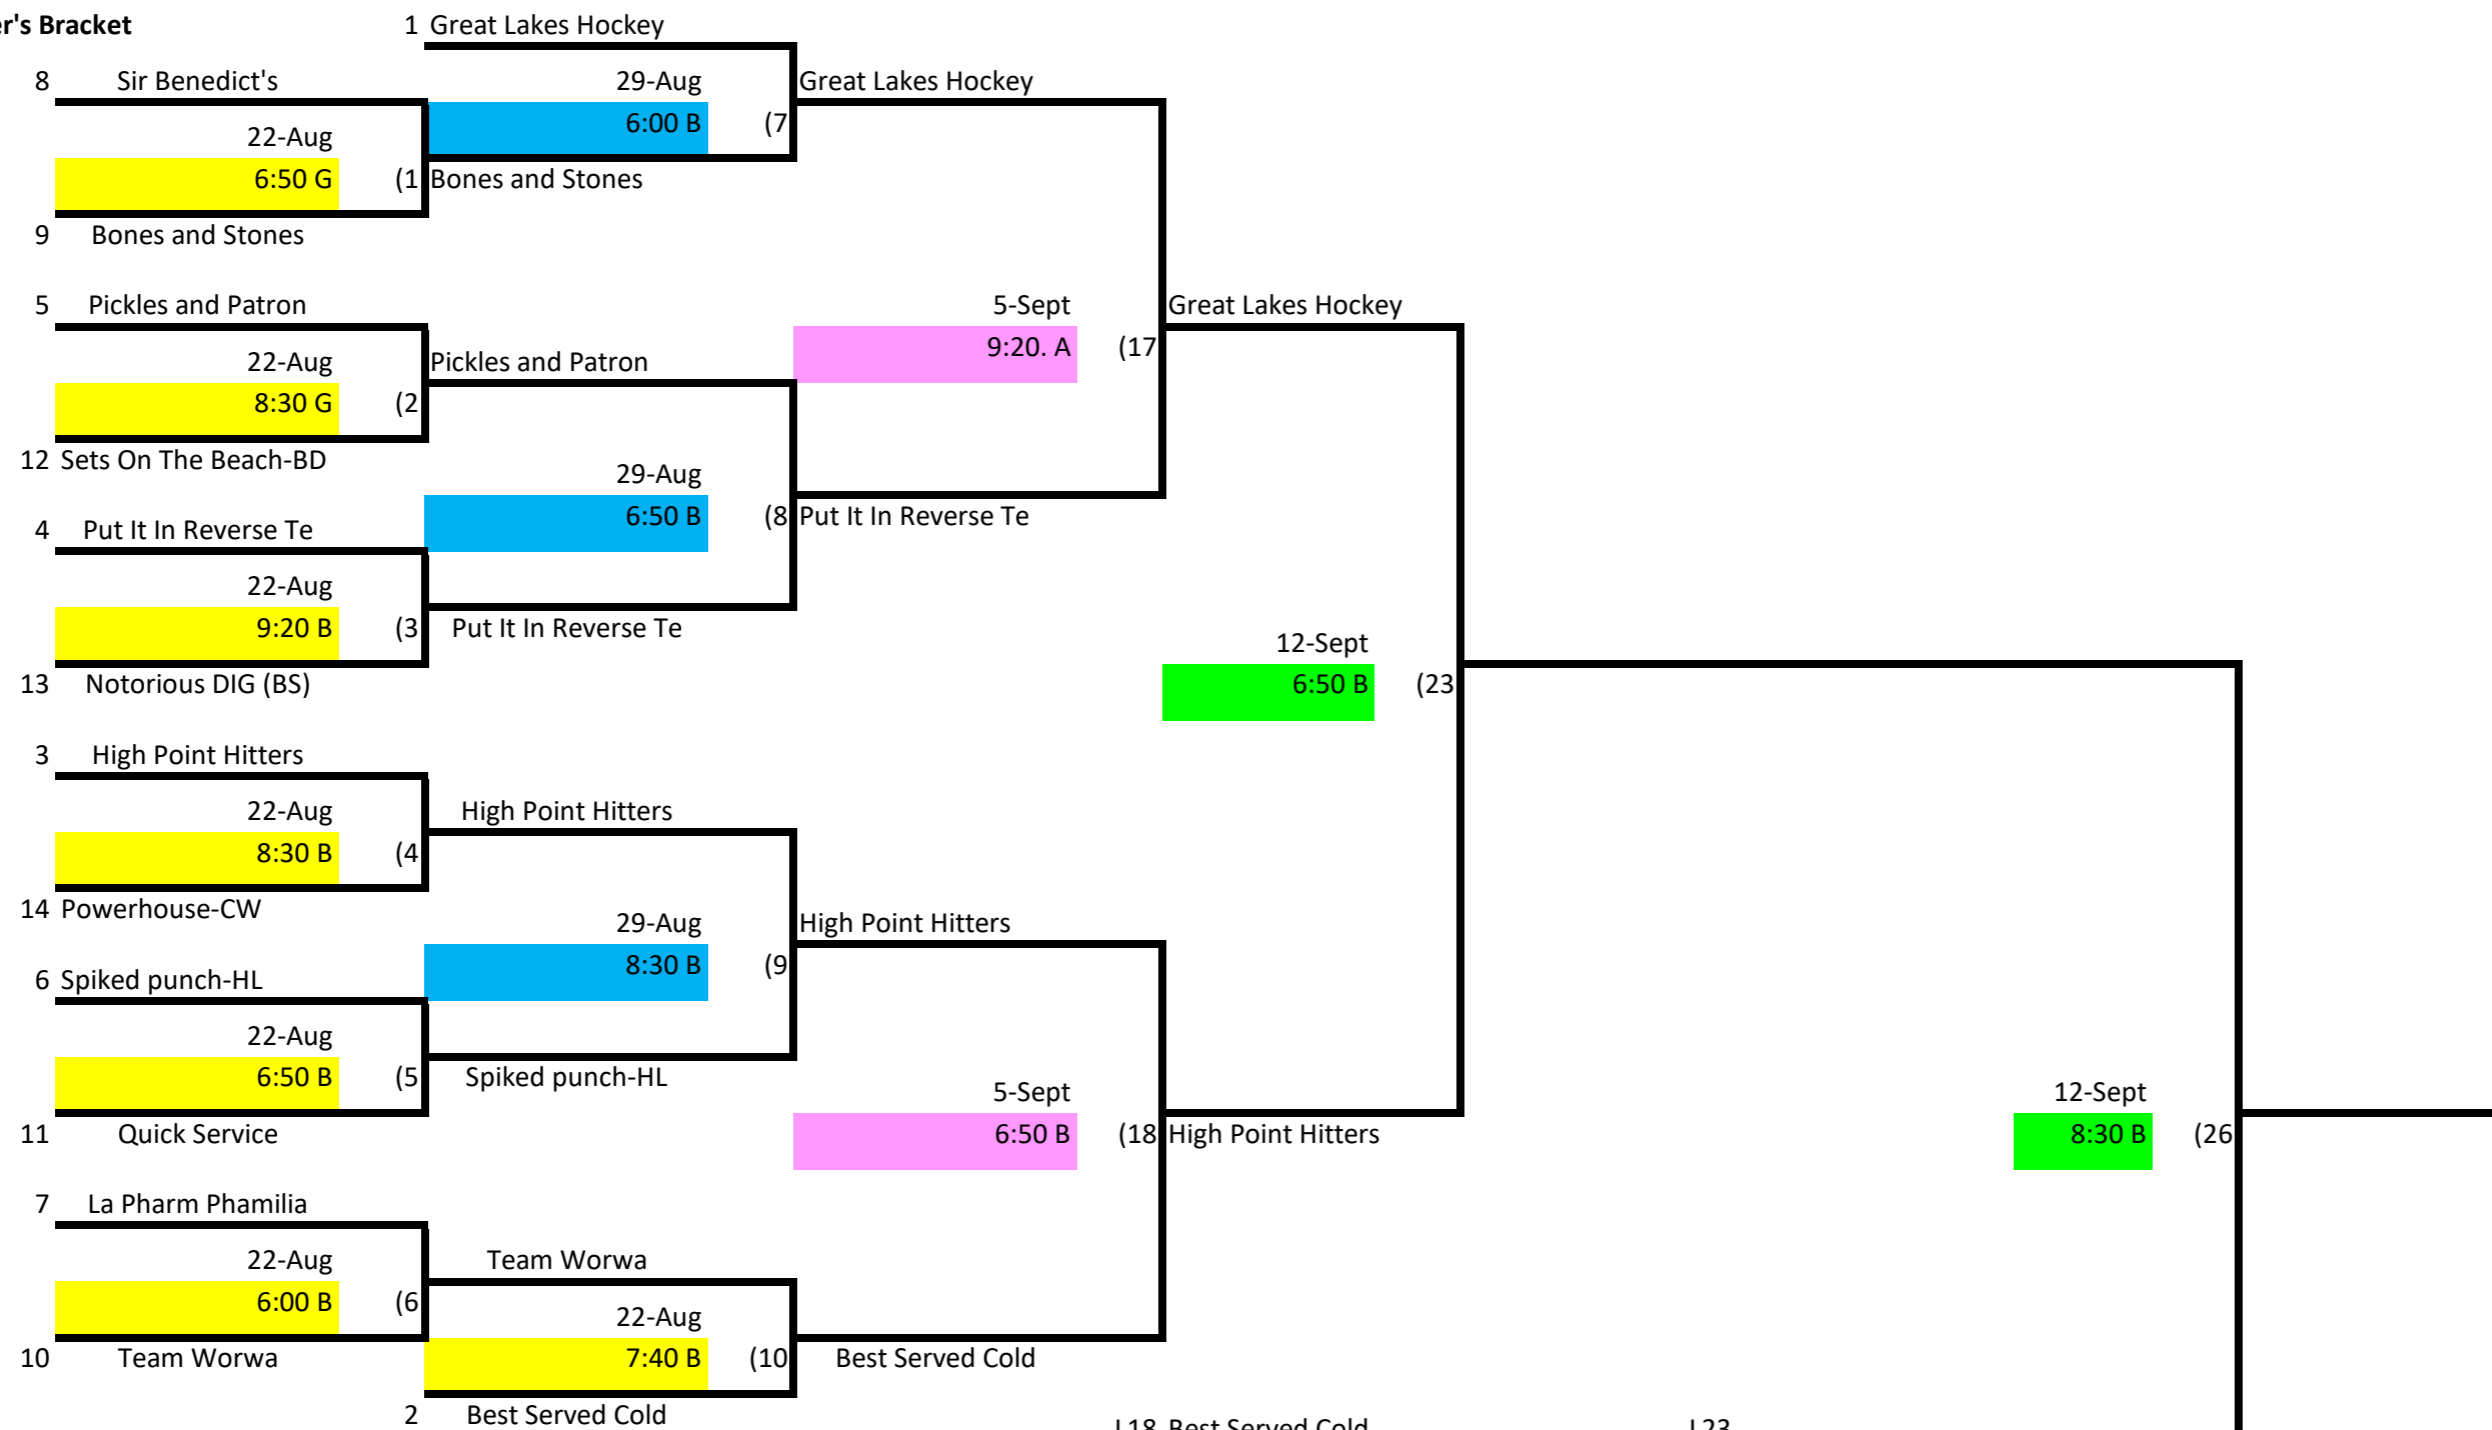 er's Bracket
1 Great Lakes Hockey
8 Sir Benedict's
29-Aug
Great Lakes Hockey
22-Aug
6:00 B (7
6:50 G (1 Bones and Stones
9 Bones and Stones
5 Pickles and Patron
5-Sept
Great Lakes Hockey
22-Aug
Pickles and Patron
9:20. A (17
8:30 G (2
12 Sets On The Beach-BD
29-Aug
4 Put It In Reverse Te
6:50 B (8 Put It In Reverse Te
22-Aug
9:20 B (3 Put It In Reverse Te
12-Sept
13 Notorious DIG (BS)
6:50 B (23
3 High Point Hitters
22-Aug
High Point Hitters
8:30 B (4
14 Powerhouse-CW
29-Aug
High Point Hitters
6 Spiked punch-HL
8:30 B (9
22-Aug
6:50 B (5 Spiked punch-HL
5-Sept
12-Sept
11 Quick Service
6:50 B (18 High Point Hitters
8:30 B (26
7 La Pharm Phamilia
22-Aug
Team Worwa
6:00 B (6
22-Aug
10 Team Worwa
7:40 B (10 Best Served Cold
2 Best Served Cold
L18 Best Served Cold
L23